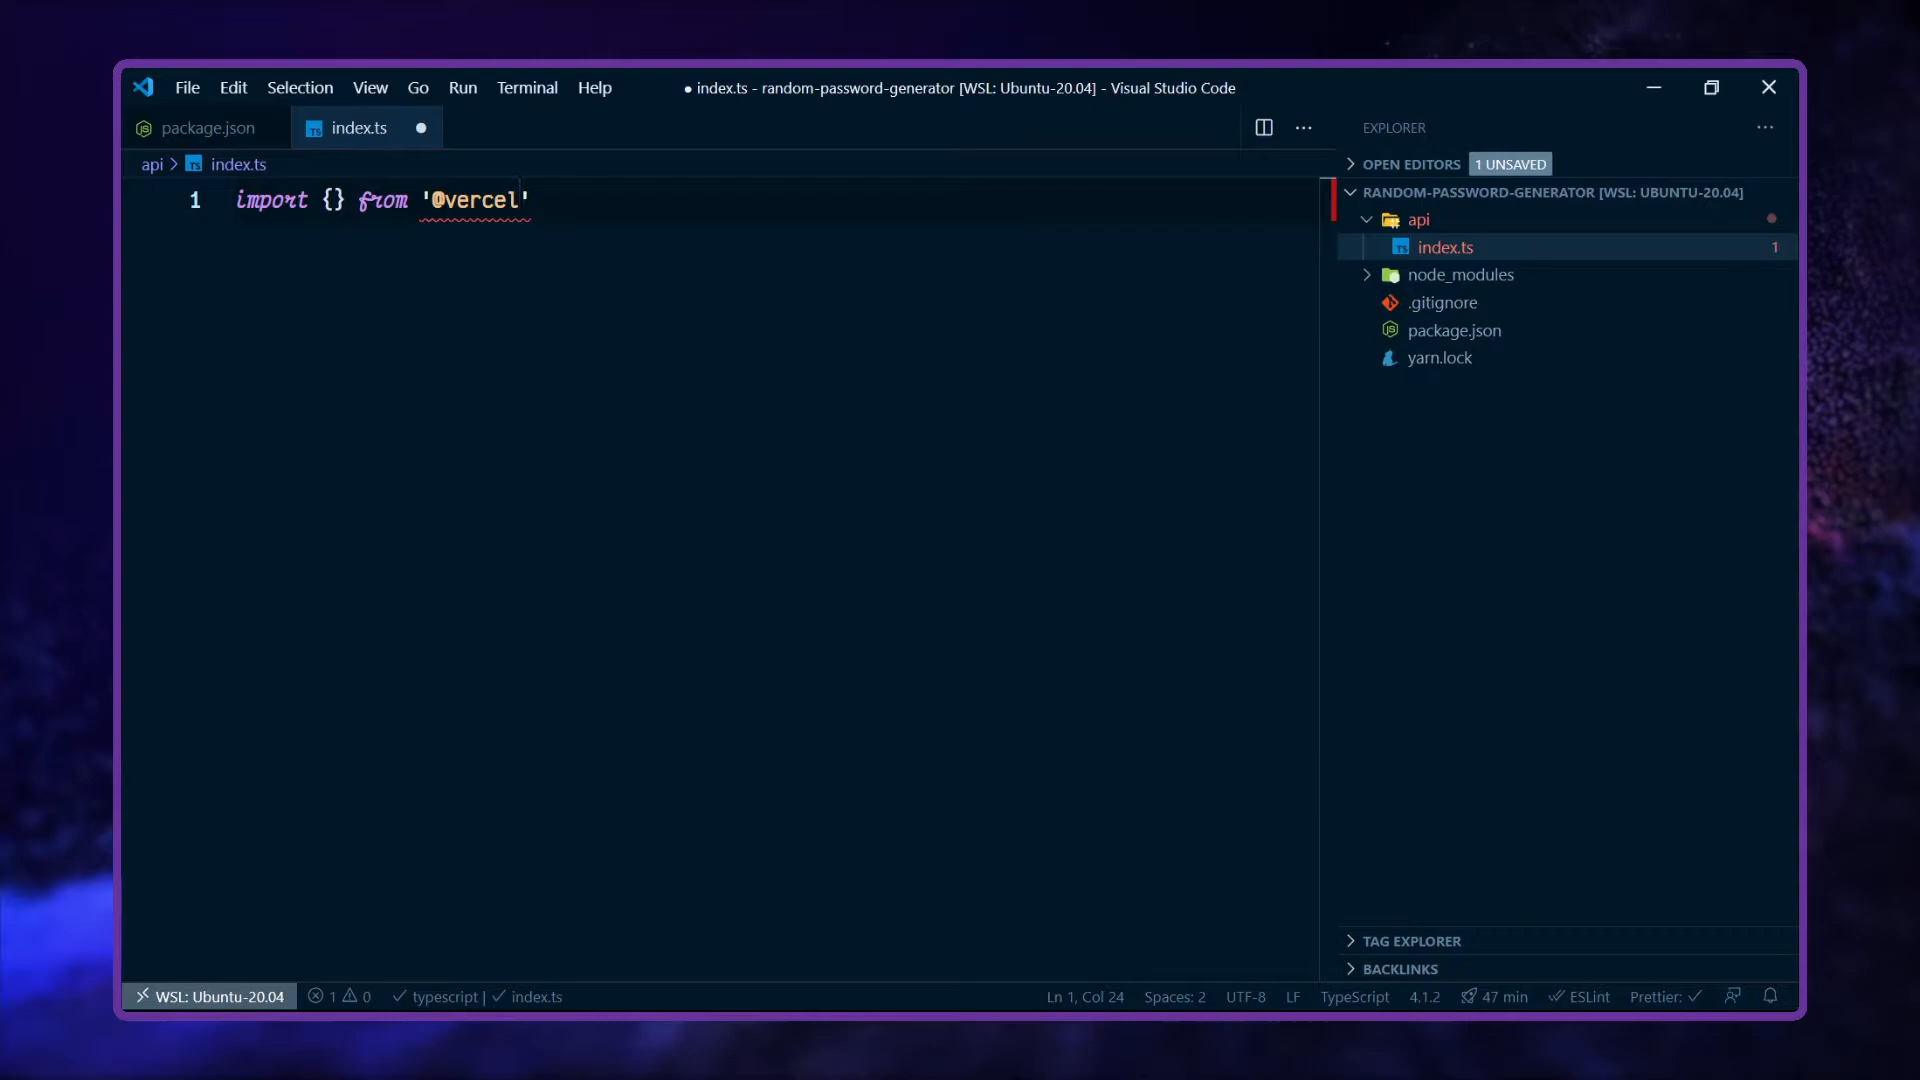 File Edit Selection View Go Run Terminal Help
● index.ts - random-password-generator [WSL: Ubuntu-20.04] - Visual Studio Code
package.json
TS index.ts ●
EXPLORER
api > TS index.ts
OPEN EDITORS 1 UNSAVED
1 import {} from '@vercel'
RANDOM-PASSWORD-GENERATOR [WSL: UBUNTU-20.04]
api
TS index.ts 1
node_modules
.gitignore
package.json
yarn.lock
TAG EXPLORER
BACKLINKS
WSL: Ubuntu-20.04 1 0 typescript | index.ts Ln 1, Col 24 Spaces: 2 UTF-8 LF TypeScript 4.1.2 47 min ESLint Prettier: